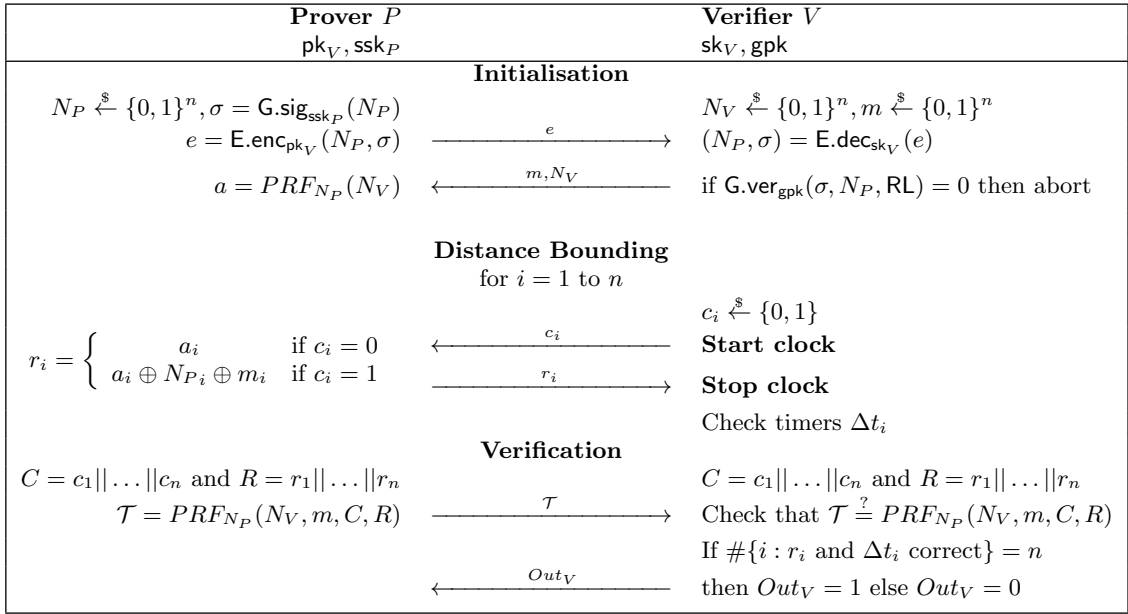 Prover P Verifier V
pk_V, ssk_P sk_V, gpk
Initialisation
N_P ←$ {0, 1}^n, σ = G.sig_{ssk_P}(N_P) N_V ←$ {0, 1}^n, m ←$ {0, 1}^n
e = E.enc_{pk_V}(N_P, σ) e (N_P, σ) = E.dec_{sk_V}(e)
a = PRF_{N_P}(N_V) m, N_V if G.ver_{gpk}(σ, N_P, RL) = 0 then abort
Distance Bounding
for i = 1 to n
c_i ←$ {0, 1}
c_i Start clock
r_i = { a_i if c_i = 0
a_i ⊕ N_{P_i} ⊕ m_i if c_i = 1
r_i Stop clock
Check timers Δt_i
Verification
C = c_1|| . . . ||c_n and R = r_1|| . . . ||r_n C = c_1|| . . . ||c_n and R = r_1|| . . . ||r_n
𝒯 = PRF_{N_P}(N_V, m, C, R) 𝒯 Check that 𝒯 ≟ PRF_{N_P}(N_V, m, C, R)
If #{i : r_i and Δt_i correct} = n
Out_V then Out_V = 1 else Out_V = 0